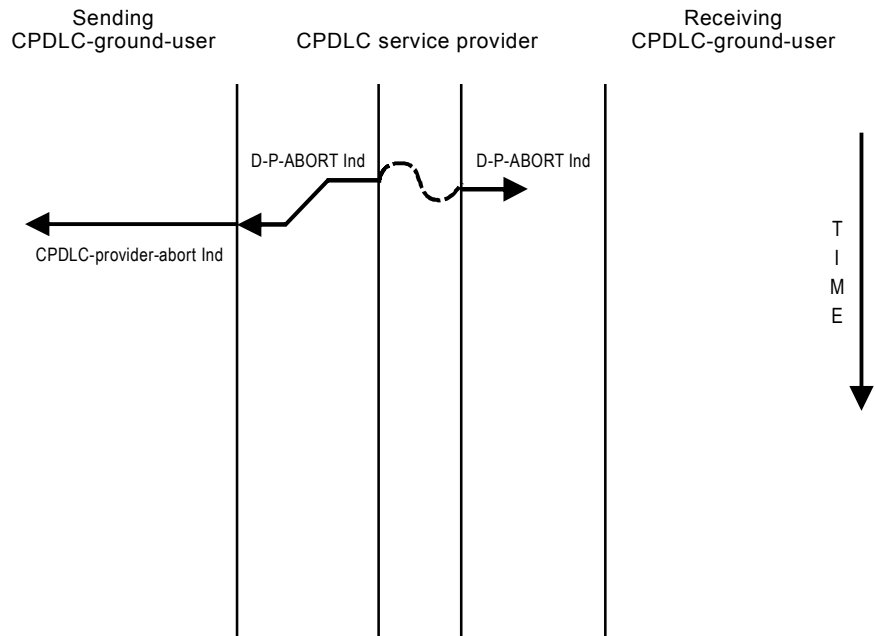 Sending
CPDLC-ground-user
CPDLC service provider
Receiving
CPDLC-ground-user
D-P-ABORT Ind
D-P-ABORT Ind
CPDLC-provider-abort Ind
T
I
M
E